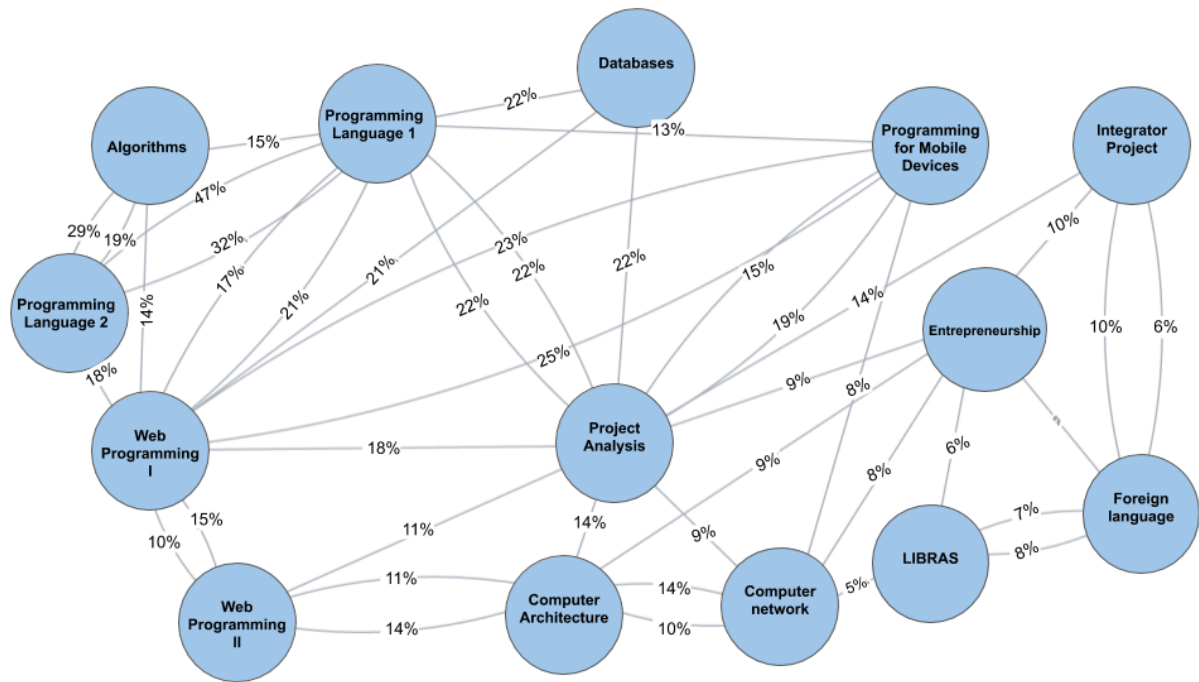 Databases
22%
Programming
Language 1
13%
Programming
for Mobile
Devices
Integrator
Project
Algorithms
15%
47%
29%
19%
32%
23%
10%
22%
21%
22%
15%
17%
22%
21%
14%
19%
14%
10%
6%
Programming
Language 2
Entrepreneurship
18%
25%
9%
8%
Web
Programming
I
18%
Project
Analysis
9%
6%
8%
15%
10%
11%
14%
9%
7%
8%
Foreign
language
LIBRAS
11%
14%
5%
Web
Programming
II
14%
Computer
Architecture
10%
Computer
network